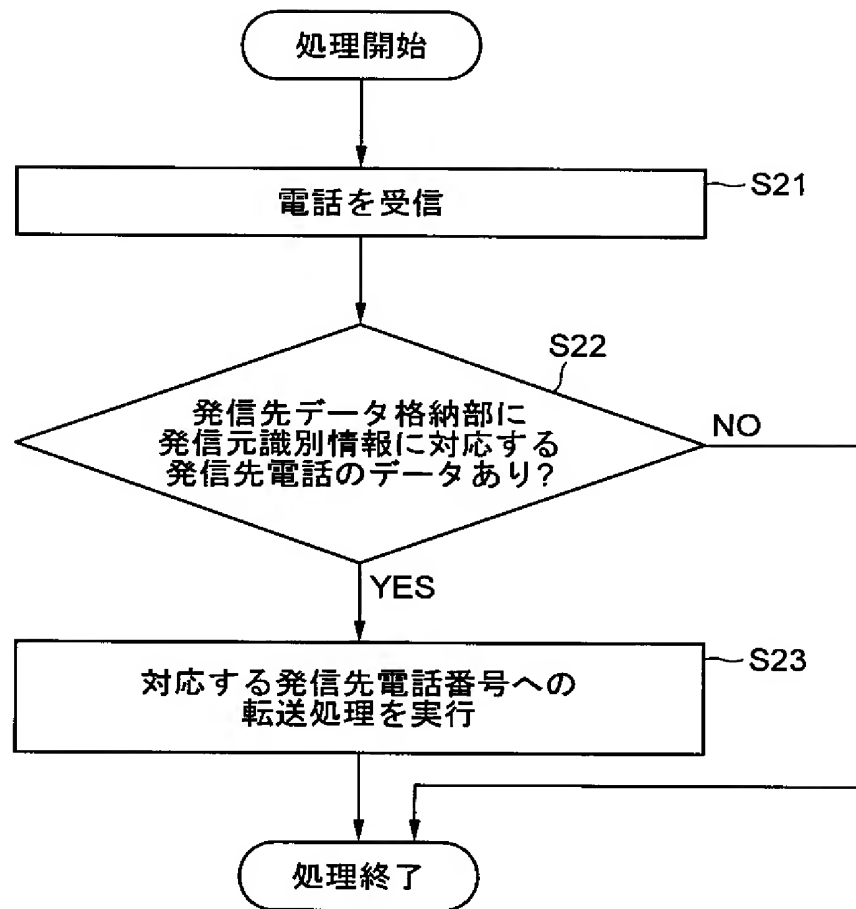 処理開始
電話を受信
S21
S22
発信先データ格納部に
発信元識別情報に対応する
発信先電話のデータあり?
NO
YES
対応する発信先電話番号への
転送処理を実行
S23
処理終了